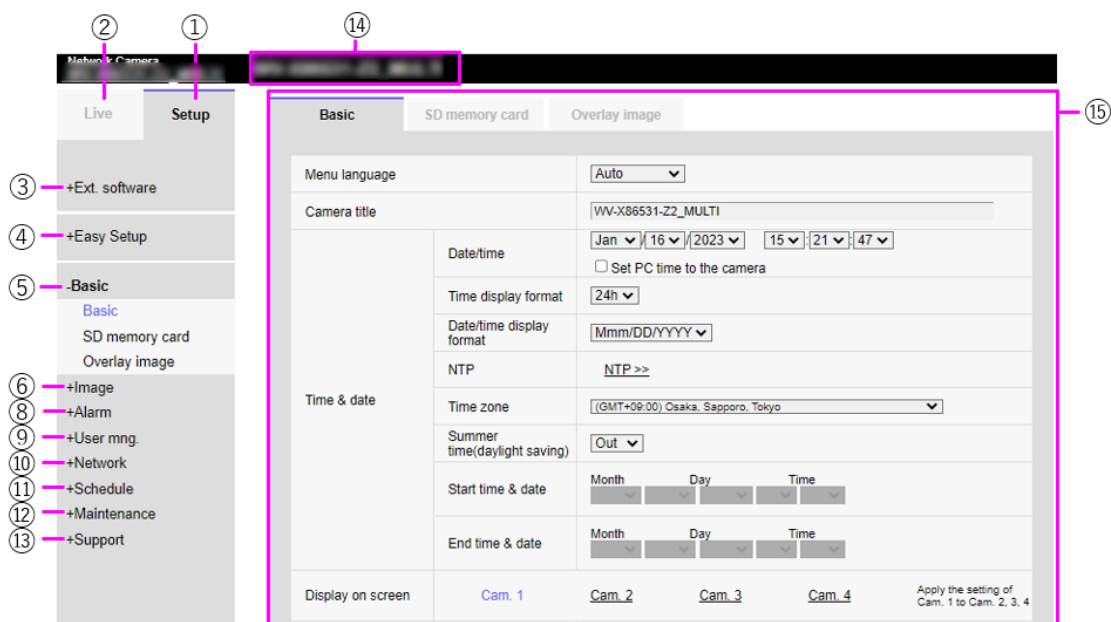 ② ① ⑭
Network Camera
Live Setup
Basic SD memory card Overlay image ⑮
Menu language Auto
③ +Ext. software
Camera title WV-X86531-Z2_MULTI
④ +Easy Setup
Time & date
Date/time Jan / 16 / 2023 15 : 21 : 47
Set PC time to the camera
⑤ -Basic
Basic
SD memory card
Overlay image
Time display format 24h
Date/time display
format Mmm/DD/YYYY
NTP NTP >>
⑥ +Image
⑧ +Alarm
⑨ +User mng.
⑩ +Network
⑪ +Schedule
⑫ +Maintenance
⑬ +Support
Time zone (GMT+09:00) Osaka, Sapporo, Tokyo
Summer
time(daylight saving) Out
Start time & date Month Day Time
End time & date Month Day Time
Display on screen Cam. 1 Cam. 2 Cam. 3 Cam. 4 Apply the setting of
Cam. 1 to Cam. 2, 3, 4